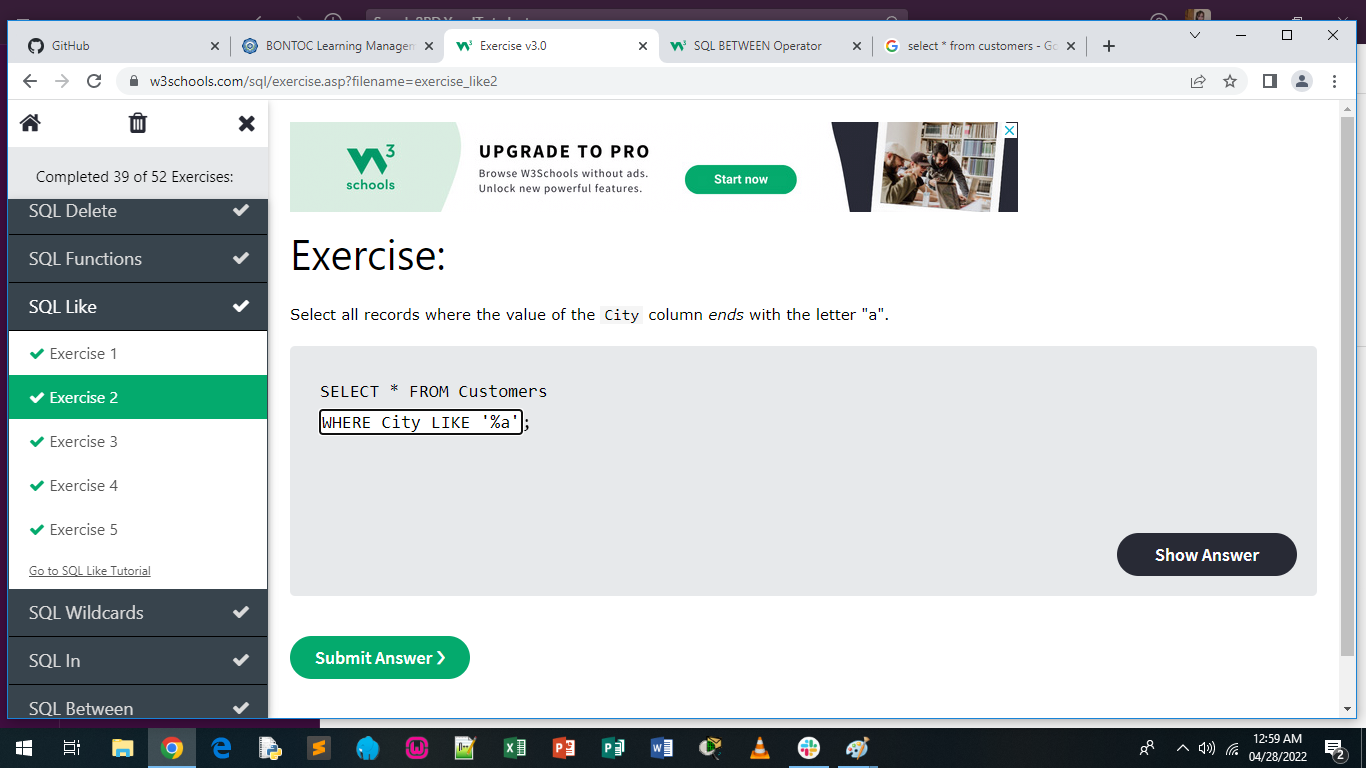 GitHub
BONTOC Learning Managen
Exercise v3.0
SQL BETWEEN Operator
select * from customers - Go
w3schools.com/sql/exercise.asp?filename=exercise_like2
Completed 39 of 52 Exercises:
SQL Delete
SQL Functions
SQL Like
Exercise 1
Exercise 2
Exercise 3
Exercise 4
Exercise 5
Go to SQL Like Tutorial
SQL Wildcards
SQL In
SQL Between
3
schools
UPGRADE TO PRO
Browse W3Schools without ads.
Unlock new powerful features.
Start now
Exercise:
Select all records where the value of the City column ends with the letter "a".
SELECT * FROM Customers
WHERE City LIKE '%a';
Show Answer
Submit Answer ❯
12:59 AM
04/28/2022
2